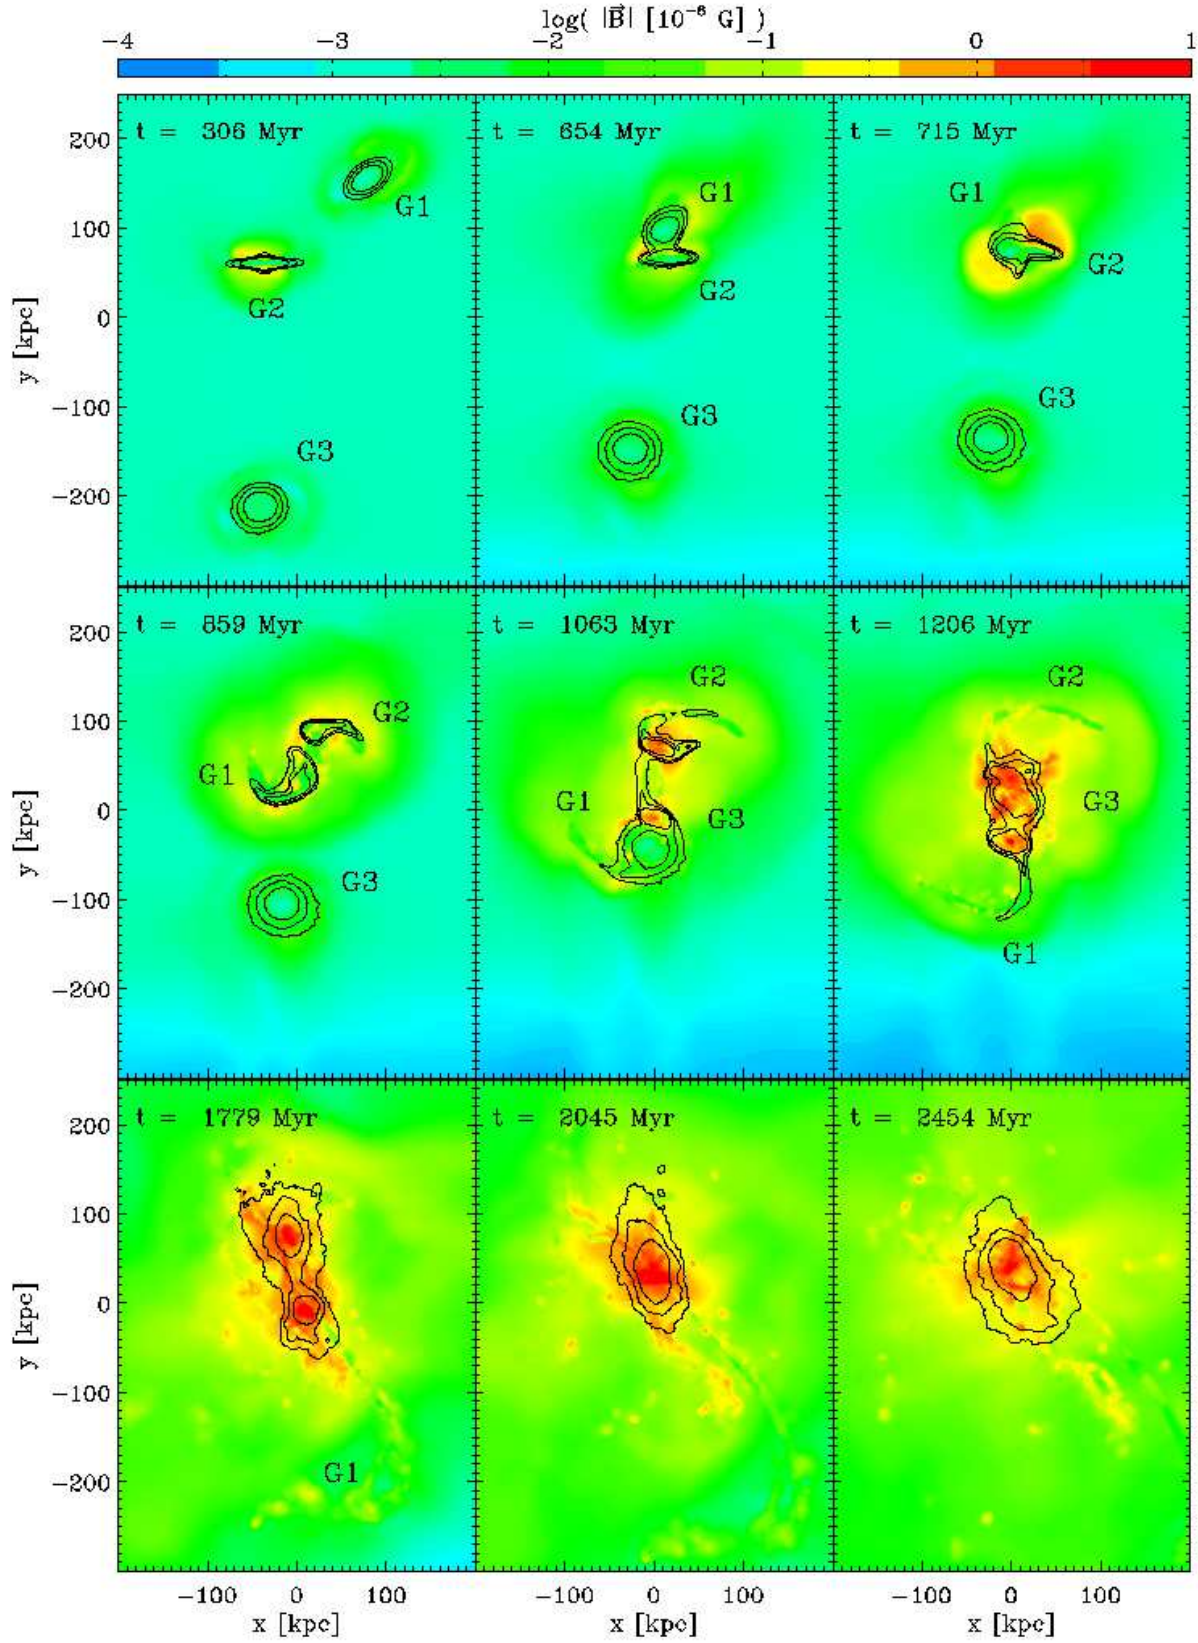 log( |B⃗| [10⁻⁶ G] )
−4 −3 −2 −1 0 1
t = 306 Myr t = 654 Myr t = 715 Myr
200
100
0
−100
−200
y [kpc]
G1
G2
G3
G1
G2
G3
G1
G2
G3
t = 859 Myr t = 1063 Myr t = 1206 Myr
200
100
0
−100
−200
y [kpc]
G2
G1
G3
G2
G1
G3
G2
G3
G1
t = 1779 Myr t = 2045 Myr t = 2454 Myr
200
100
0
−100
−200
y [kpc]
G1
−100 0 100 −100 0 100 −100 0 100
x [kpc] x [kpc] x [kpc]